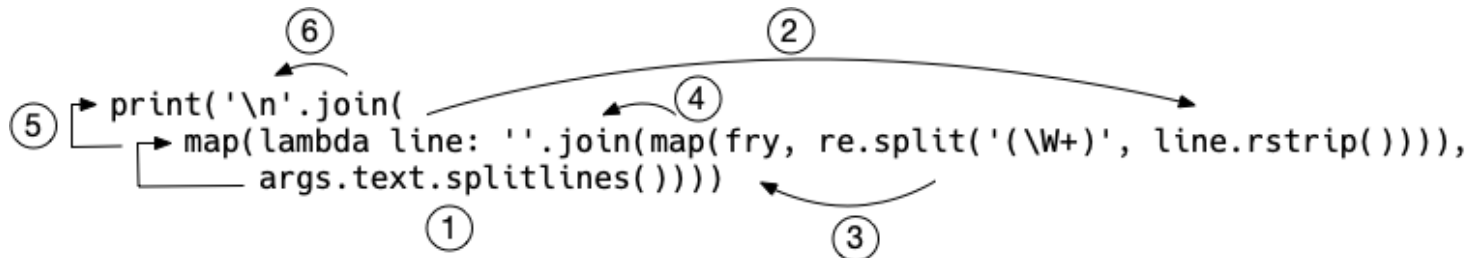 6 2
print('\n'.join(
5 4
map(lambda line: ''.join(map(fry, re.split('(\W+)', line.rstrip()))),
args.text.splitlines())))
1 3